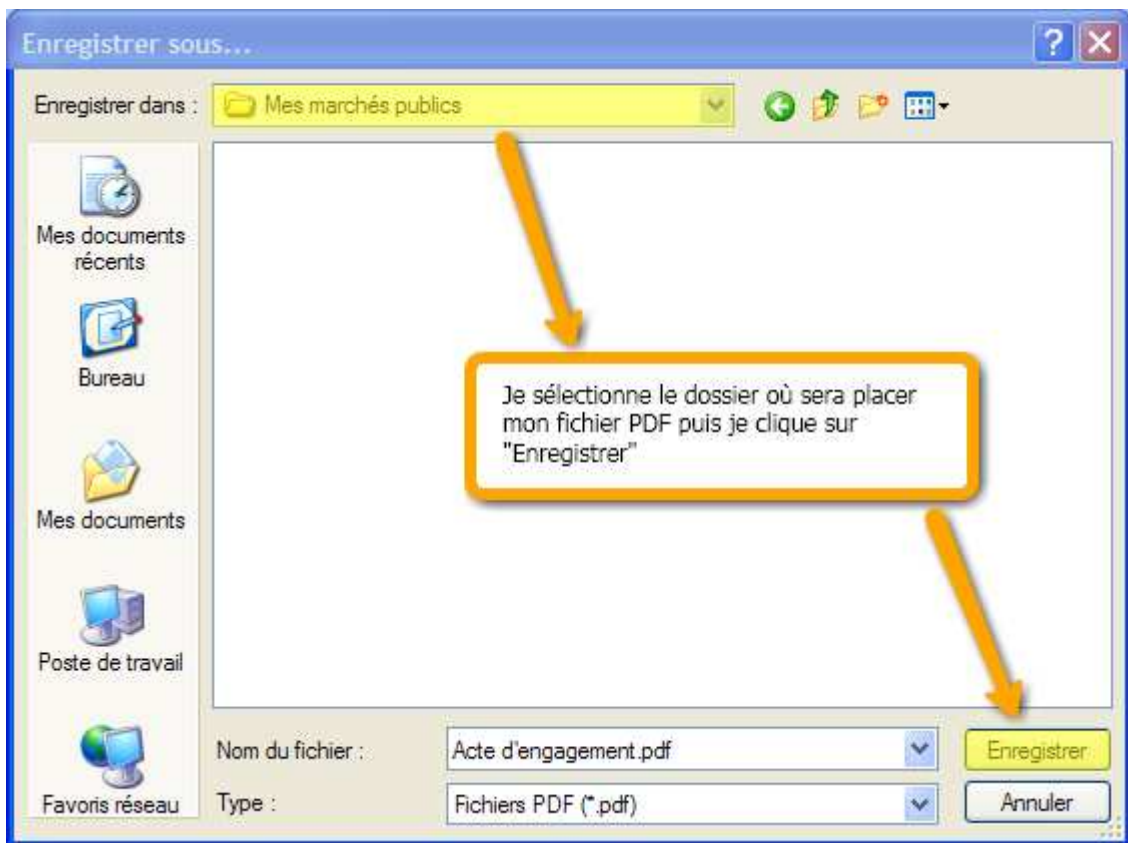 Enregistrer sous...
Enregistrer dans :
Mes marchés publics
Mes documents
récents
Bureau
Mes documents
Poste de travail
Favoris réseau
Je sélectionne le dossier où sera placer
mon fichier PDF puis je clique sur
"Enregistrer"
Nom du fichier :
Acte d'engagement.pdf
Enregistrer
Type :
Fichiers PDF (*.pdf)
Annuler